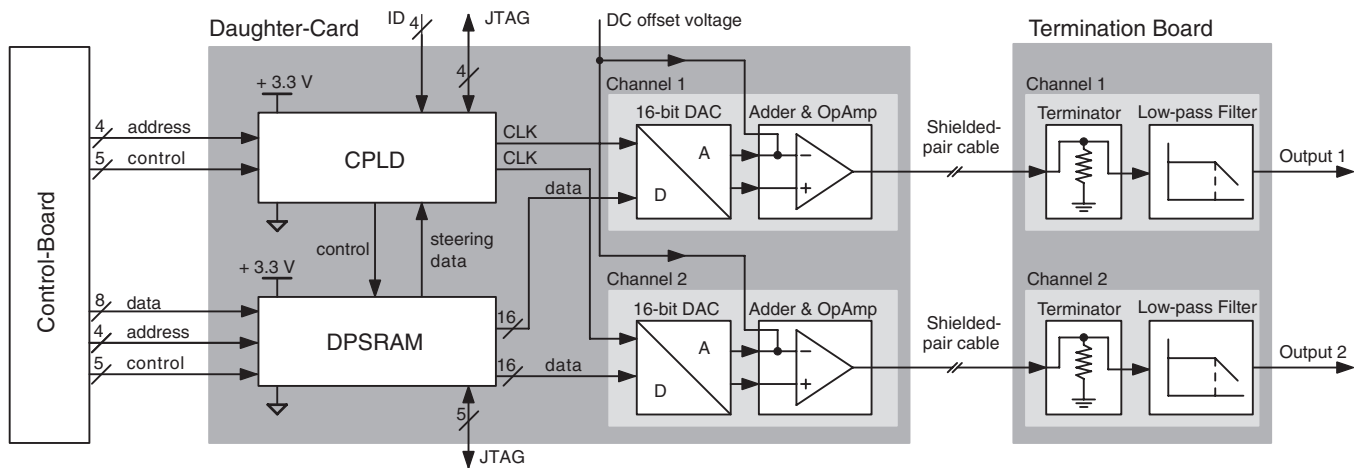 Daughter-Card
ID
4
JTAG
4
DC offset voltage
Termination Board
Control-Board
4
address
5
control
+ 3.3 V
CPLD
CLK
CLK
data
control
steering
data
+ 3.3 V
8
data
4
address
5
control
DPSRAM
16
16
data
5
JTAG
Channel 1
16-bit DAC
A
D
Adder & OpAmp
−
+
Shielded-
pair cable
Channel 1
Terminator
Low-pass Filter
Output 1
Channel 2
16-bit DAC
A
D
Adder & OpAmp
−
+
Shielded-
pair cable
Channel 2
Terminator
Low-pass Filter
Output 2